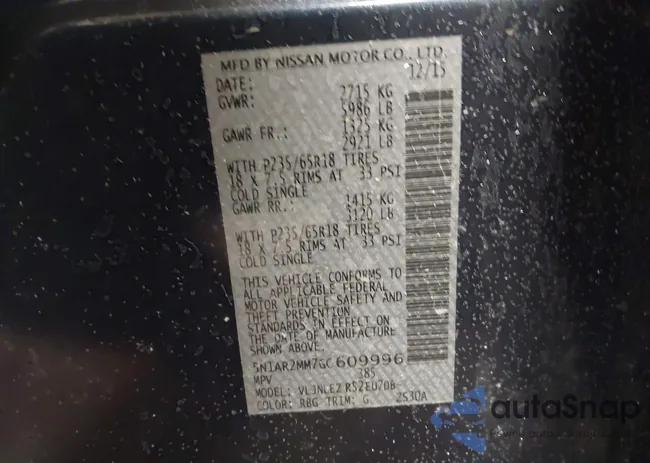 MFD BY NISSAN MOTOR CO., LTD.
DATE: 12/15
GVWR: 2715 KG
5986 LB
GAWR FR.: 1325 KG
2921 LB
WITH P235/65R18 TIRES
18 X 7.5 RIMS AT 33 PSI
COLD SINGLE
GAWR RR.: 1415 KG
3120 LB
WITH P235/65R18 TIRES
18 X 7.5 RIMS AT 33 PSI
COLD SINGLE
THIS VEHICLE CONFORMS TO
ALL APPLICABLE FEDERAL
MOTOR VEHICLE SAFETY AND
THEFT PREVENTION
STANDARDS IN EFFECT ON
THE DATE OF MANUFACTURE
SHOWN ABOVE.
5N1AR2MM7GC609996
MPV 385
MODEL: VL3NLEZ R52EU70B
COLOR: RBG TRIM: G 2530A
autoSnap